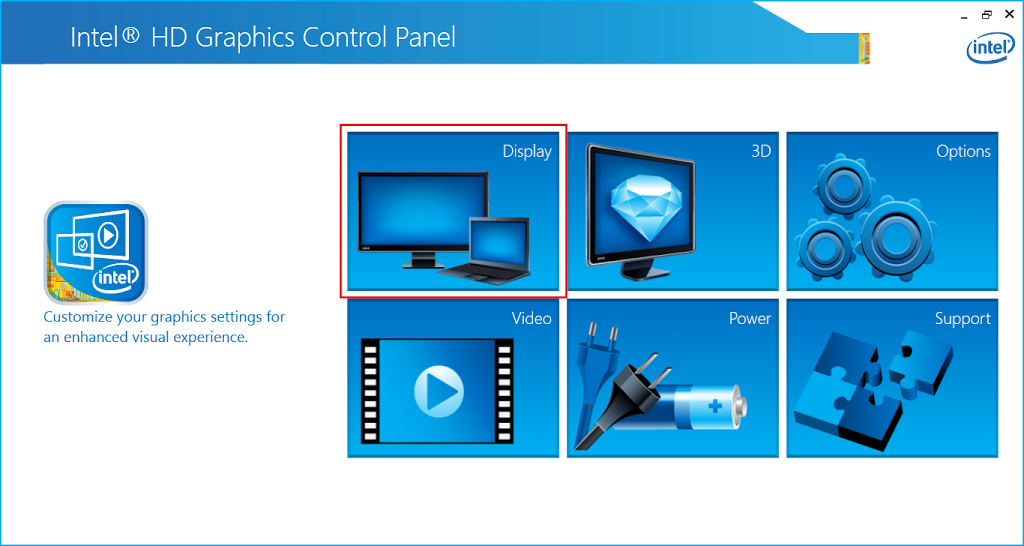 Intel® HD Graphics Control Panel
intel
Display
3D
Options
intel
Customize your graphics settings for
an enhanced visual experience.
Video
Power
Support